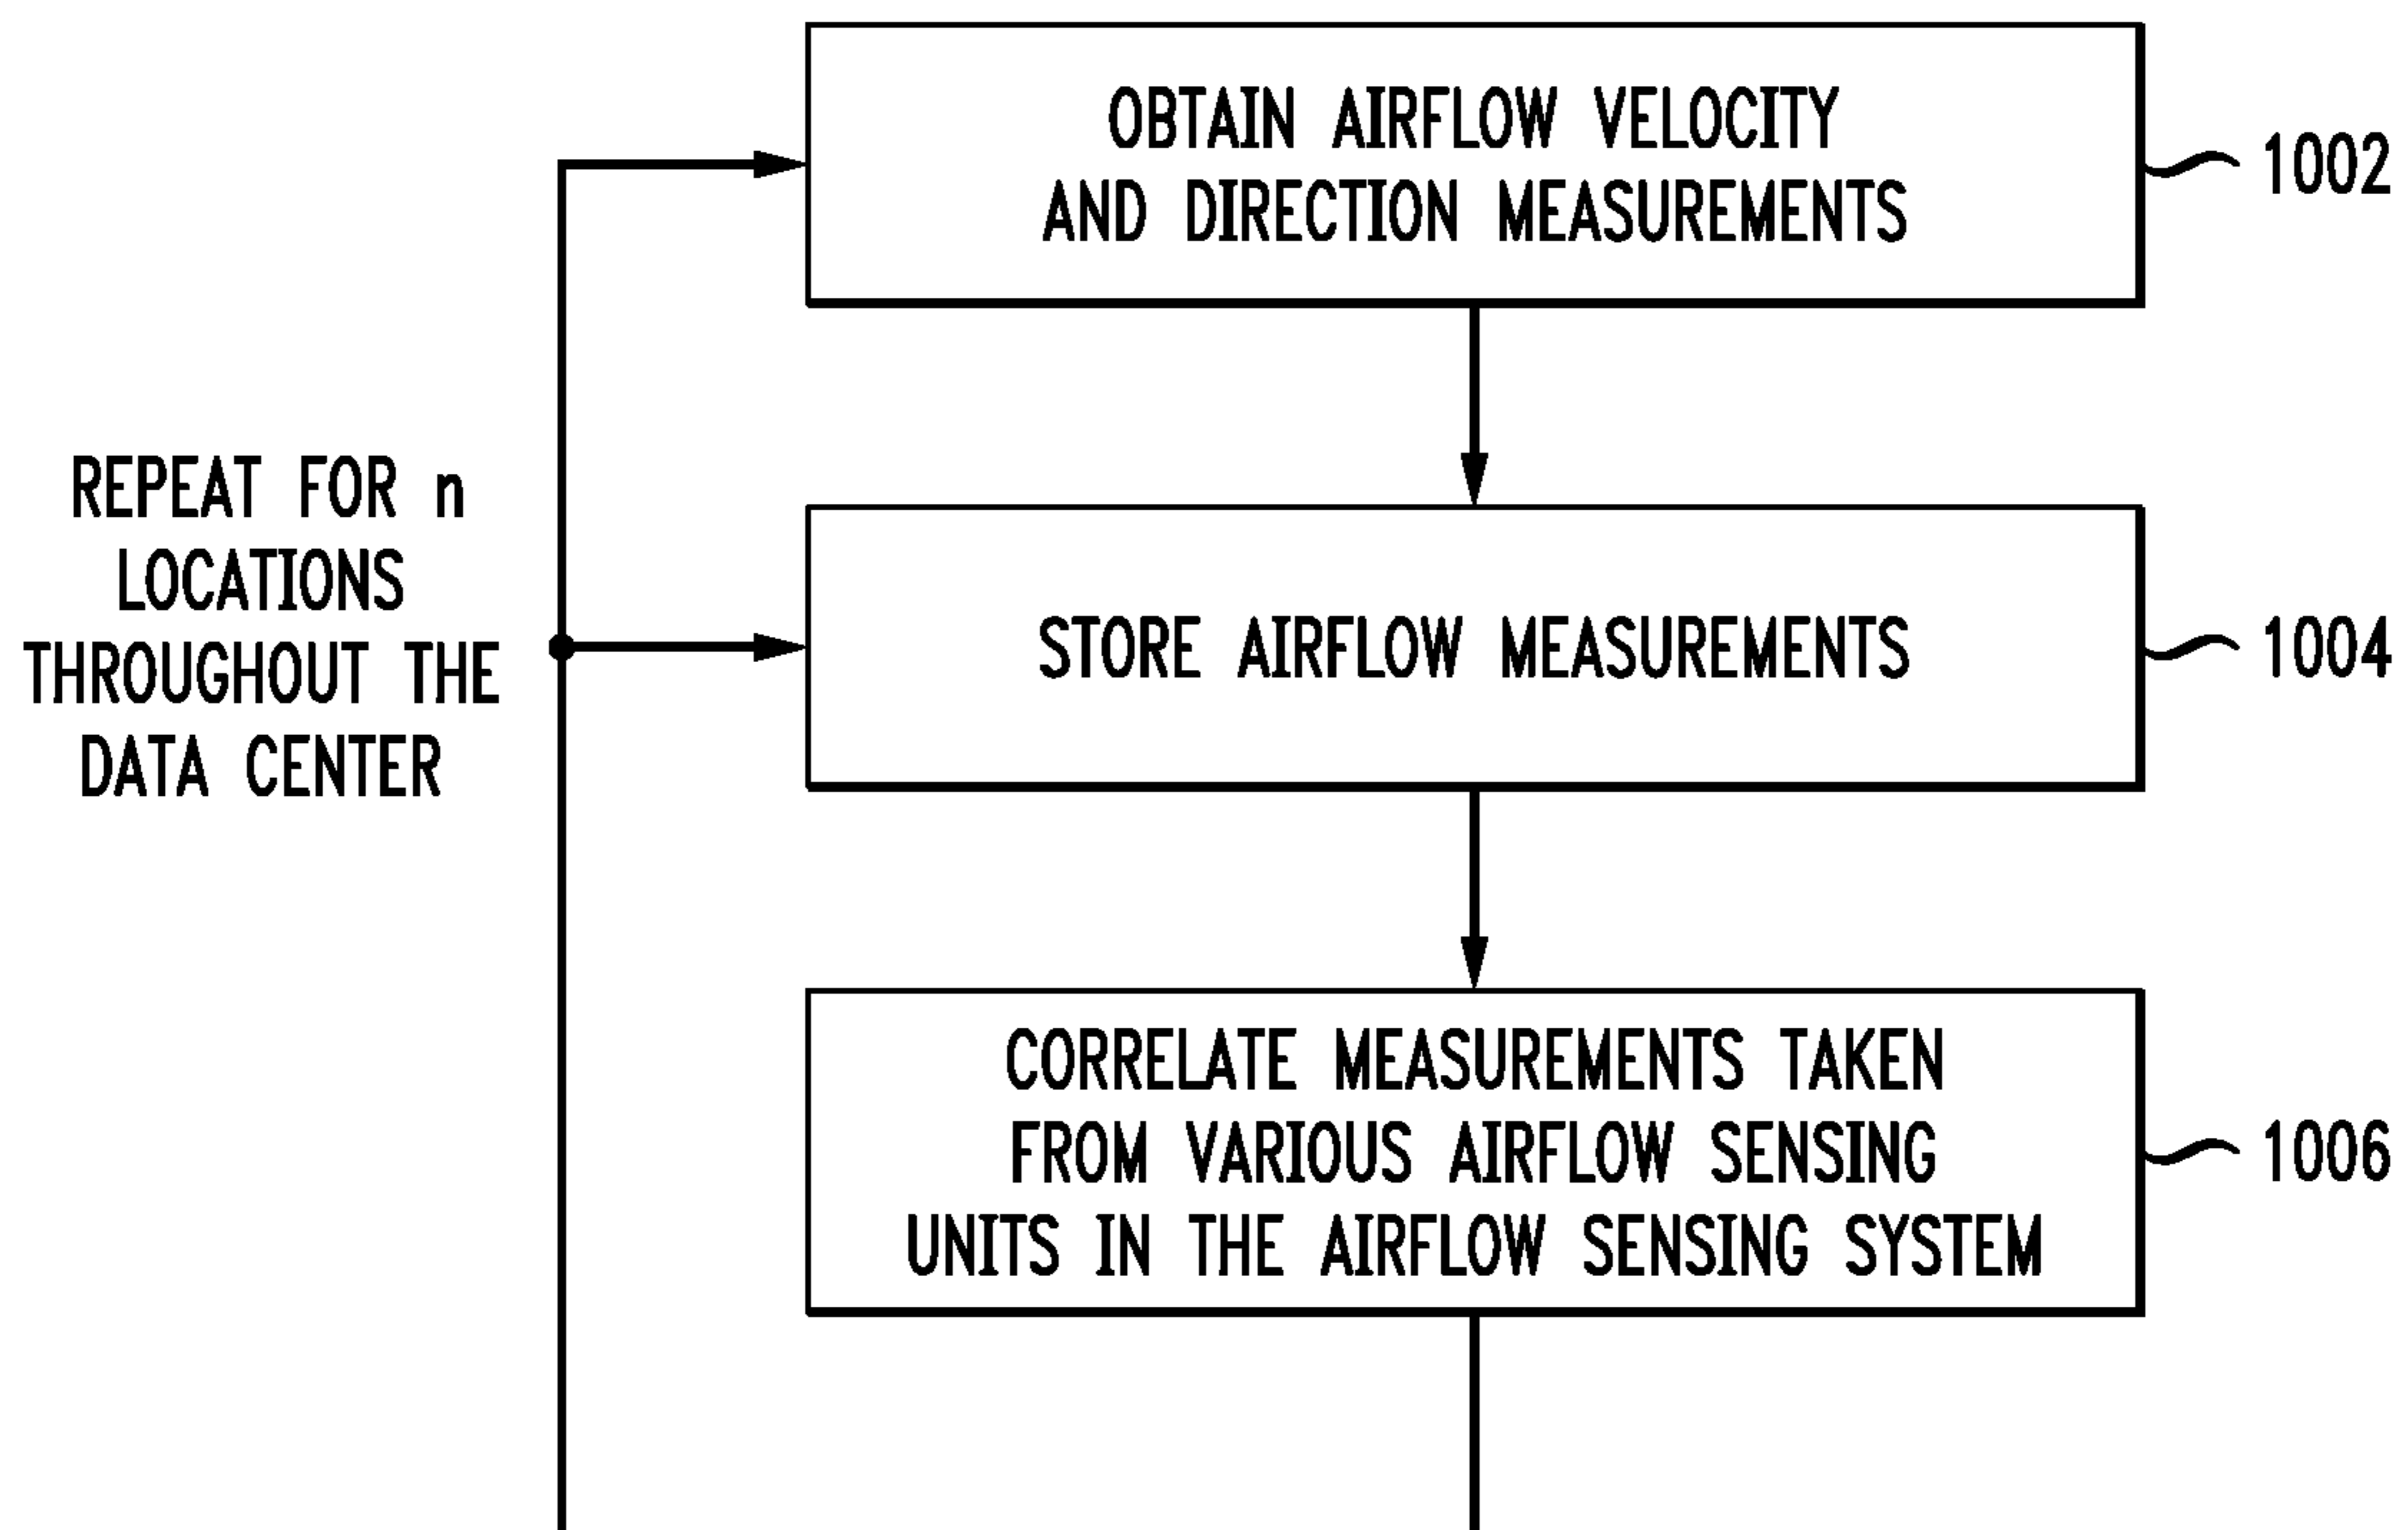 OBTAIN AIRFLOW VELOCITY
AND DIRECTION MEASUREMENTS
1002
REPEAT FOR n
LOCATIONS
THROUGHOUT THE
DATA CENTER
STORE AIRFLOW MEASUREMENTS
1004
CORRELATE MEASUREMENTS TAKEN
FROM VARIOUS AIRFLOW SENSING
UNITS IN THE AIRFLOW SENSING SYSTEM
1006